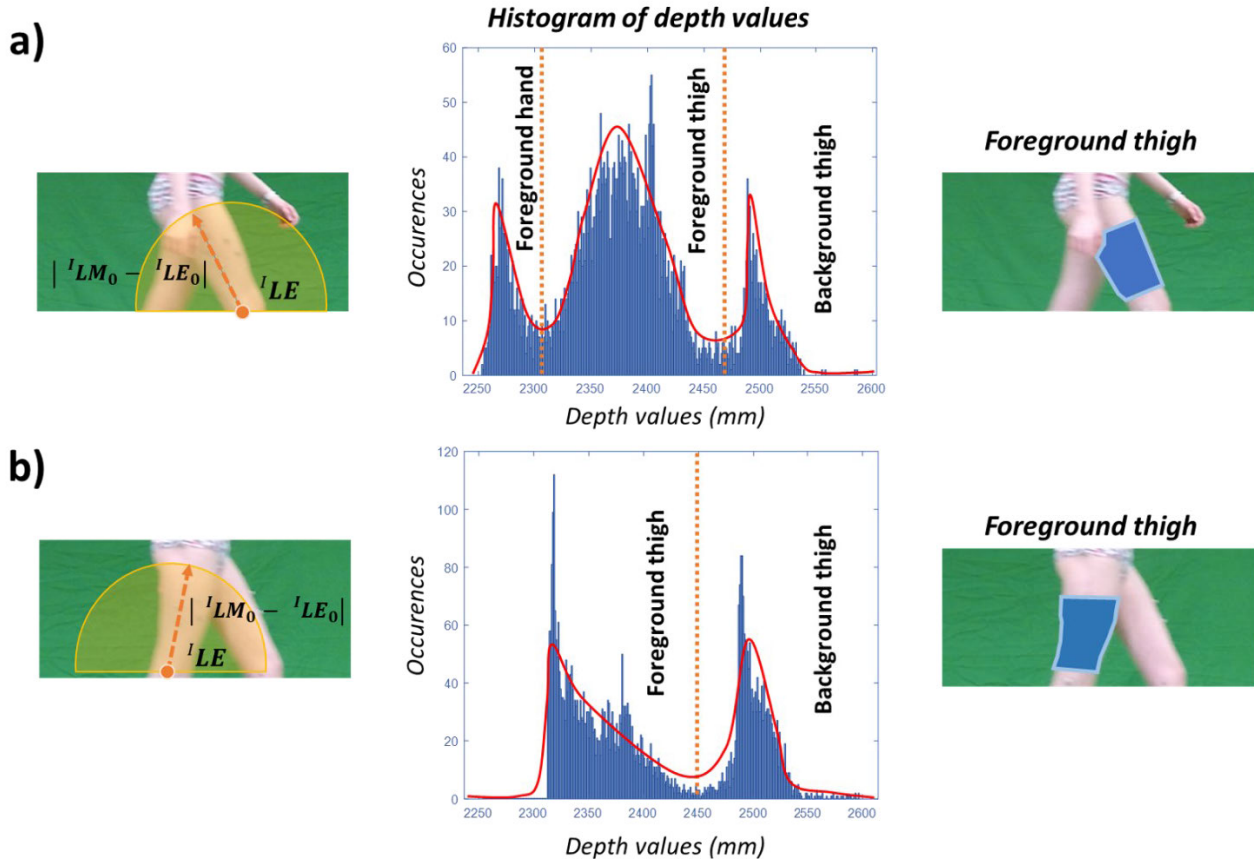 a)
Histogram of depth values
60
50
40
30
20
10
0
Occurences
2250 2300 2350 2400 2450 2500 2550 2600
Depth values (mm)
Foreground hand
Foreground thigh
Background thigh
| ᴵLM₀ − ᴵLE₀|
ᴵLE
Foreground thigh
b)
120
100
80
60
40
20
0
Occurences
2250 2300 2350 2400 2450 2500 2550 2600
Depth values (mm)
Foreground thigh
Background thigh
| ᴵLM₀ − ᴵLE₀|
ᴵLE
Foreground thigh